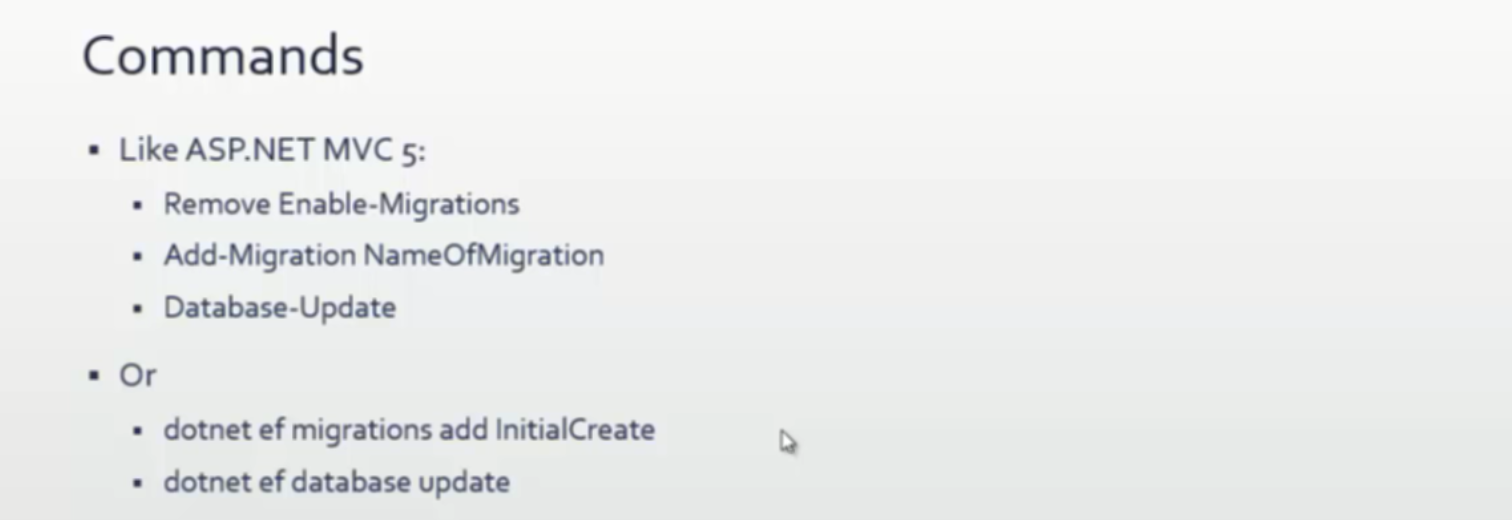 Commands
Like ASP.NET MVC 5:
Remove Enable-Migrations
Add-Migration NameOfMigration
Database-Update
Or
dotnet ef migrations add InitialCreate
dotnet ef database update